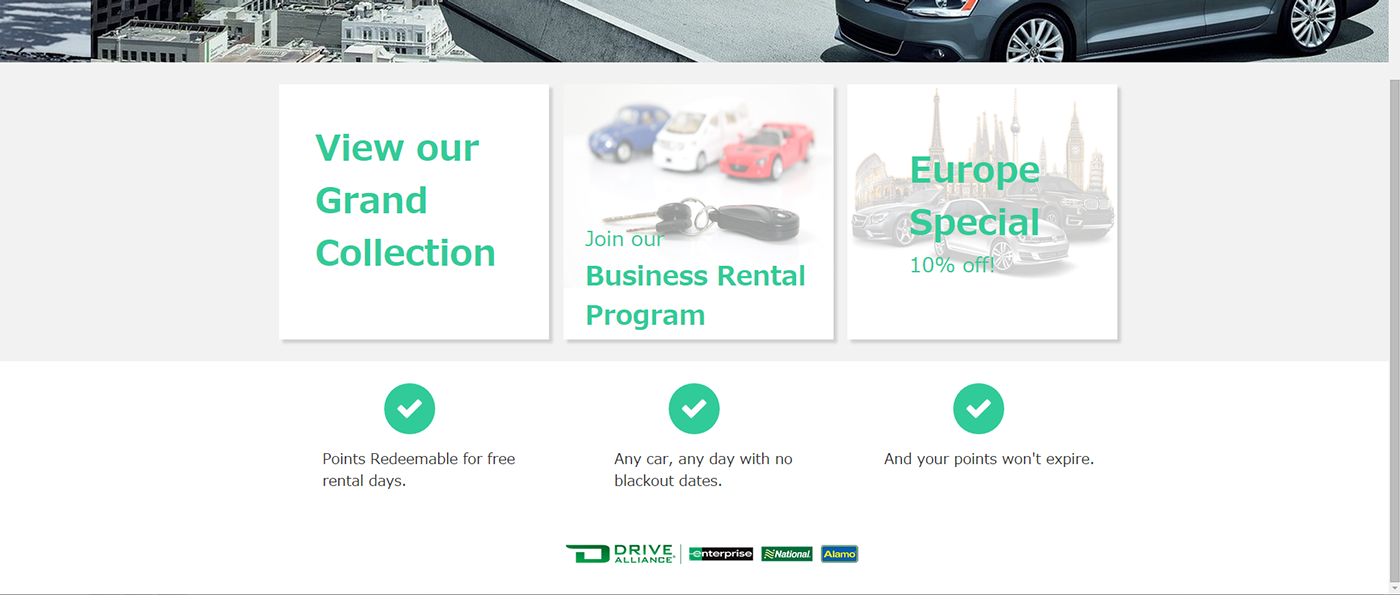 View our
Grand
Collection
Join our
Business Rental
Program
Europe
Special
10% off!
Points Redeemable for free
rental days.
Any car, any day with no
blackout dates.
And your points won't expire.
DRIVE
ALLIANCE
enterprise
National
Alamo